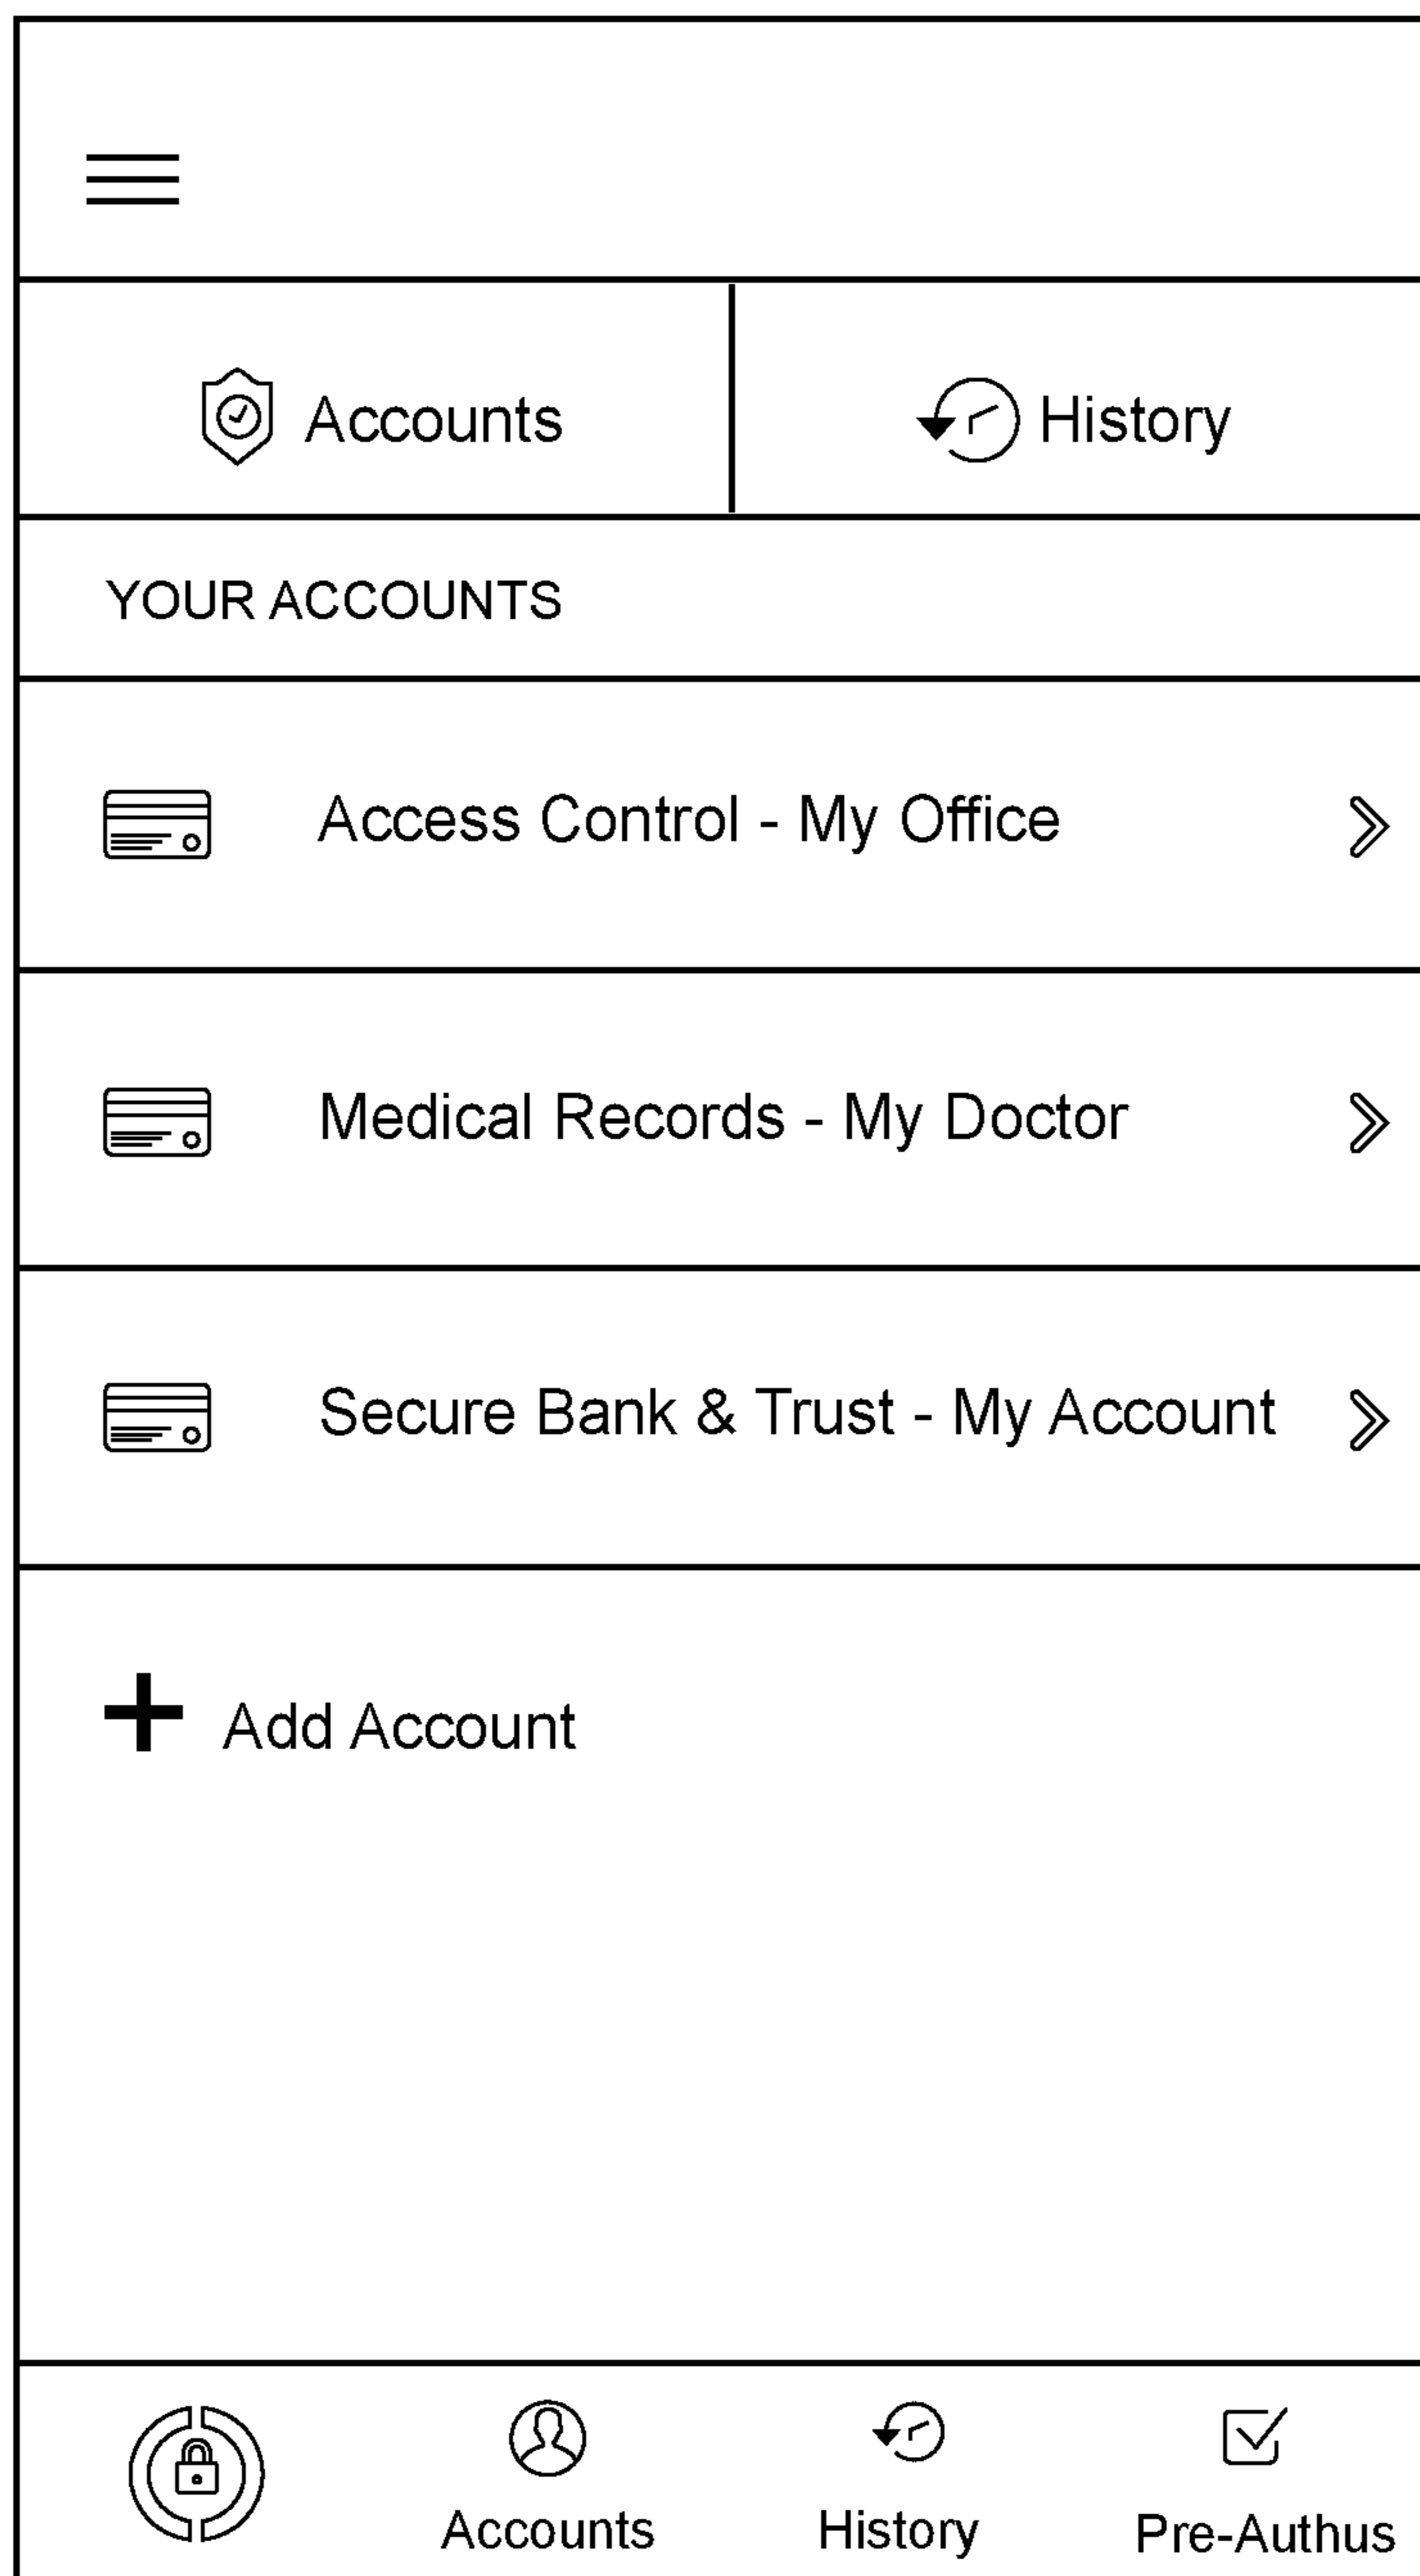 Accounts
History
YOUR ACCOUNTS
Access Control - My Office
Medical Records - My Doctor
Secure Bank & Trust - My Account
Add Account
Accounts
History
Pre-Authus